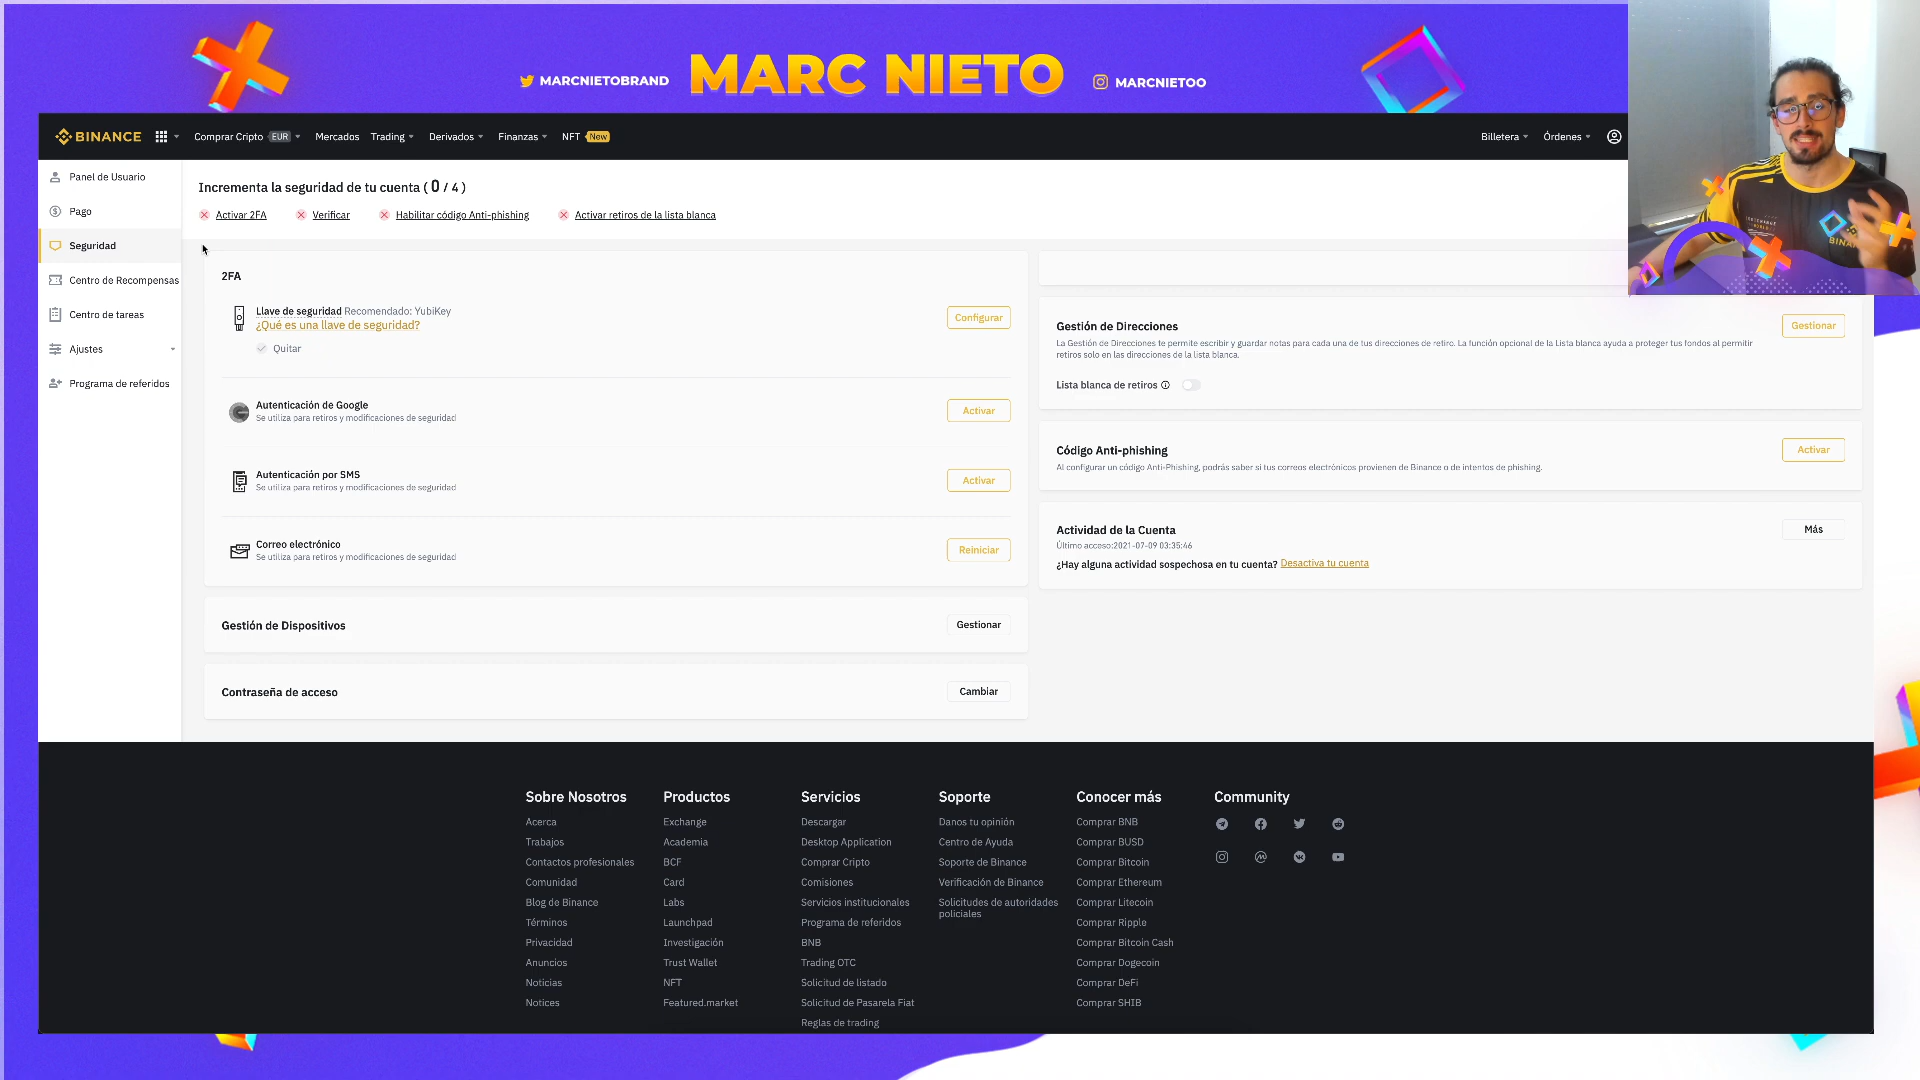 MARCNIETOBRAND
MARC NIETO
MARCNIETOO
BINANCE
Comprar Cripto EUR
Mercados
Trading
Derivados
Finanzas
NFT New
Billetera
Órdenes
Panel de Usuario
Pago
Seguridad
Centro de Recompensas
Centro de tareas
Ajustes
Programa de referidos
Incrementa la seguridad de tu cuenta ( 0 / 4 )
Activar 2FA
Verificar
Habilitar código Anti-phishing
Activar retiros de la lista blanca
2FA
Llave de seguridad Recomendado: YubiKey
¿Qué es una llave de seguridad?
Quitar
Configurar
Autenticación de Google
Se utiliza para retiros y modificaciones de seguridad
Activar
Autenticación por SMS
Se utiliza para retiros y modificaciones de seguridad
Activar
Correo electrónico
Se utiliza para retiros y modificaciones de seguridad
Reiniciar
Gestión de Dispositivos
Gestionar
Contraseña de acceso
Cambiar
Gestión de Direcciones
Gestionar
La Gestión de Direcciones te permite escribir y guardar notas para cada una de tus direcciones de retiro. La función opcional de la Lista blanca ayuda a proteger tus fondos al permitir
retiros solo en las direcciones de la lista blanca.
Lista blanca de retiros
Código Anti-phishing
Activar
Al configurar un código Anti-Phishing, podrás saber si tus correos electrónicos provienen de Binance o de intentos de phishing.
Actividad de la Cuenta
Más
Último acceso:2021-07-09 03:35:46
¿Hay alguna actividad sospechosa en tu cuenta? Desactiva tu cuenta
Sobre Nosotros
Acerca
Trabajos
Contactos profesionales
Comunidad
Blog de Binance
Términos
Privacidad
Anuncios
Noticias
Notices
Productos
Exchange
Academia
BCF
Card
Labs
Launchpad
Investigación
Trust Wallet
NFT
Featured.market
Servicios
Descargar
Desktop Application
Comprar Cripto
Comisiones
Servicios institucionales
Programa de referidos
BNB
Trading OTC
Solicitud de listado
Solicitud de Pasarela Fiat
Reglas de trading
Soporte
Danos tu opinión
Centro de Ayuda
Soporte de Binance
Verificación de Binance
Solicitudes de autoridades
policiales
Conocer más
Comprar BNB
Comprar BUSD
Comprar Bitcoin
Comprar Ethereum
Comprar Litecoin
Comprar Ripple
Comprar Bitcoin Cash
Comprar Dogecoin
Comprar DeFi
Comprar SHIB
Community